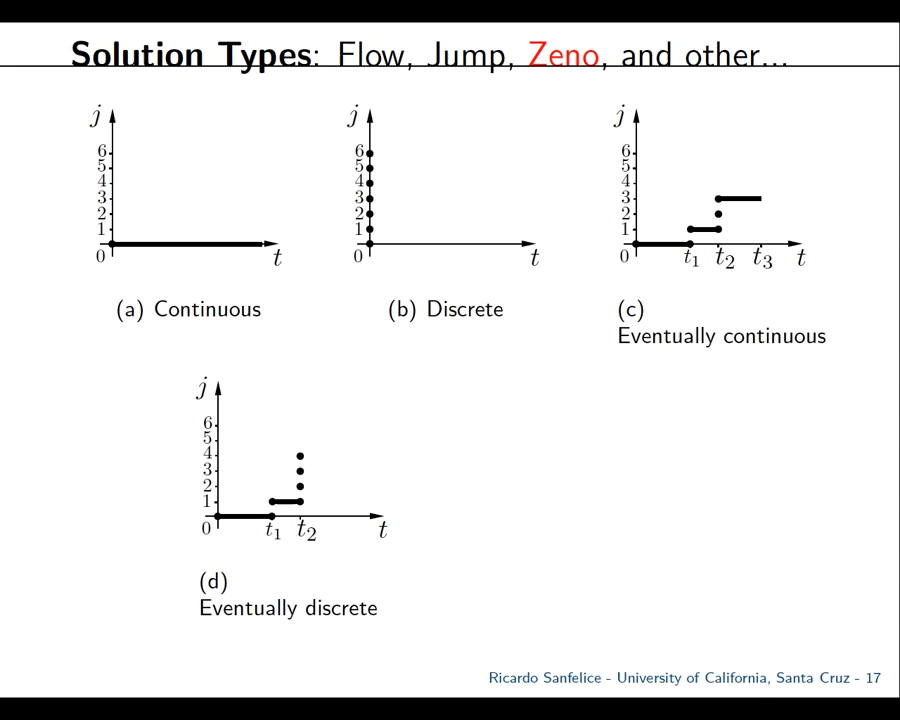 Solution Types: Flow, Jump, Zeno, and other...
j
6
5
4
3
2
1
0
t
(a) Continuous
j
6
5
4
3
2
1
0
t
(b) Discrete
j
6
5
4
3
2
1
0
t1 t2 t3 t
(c)
Eventually continuous
j
6
5
4
3
2
1
0
t1 t2 t
(d)
Eventually discrete
Ricardo Sanfelice - University of California, Santa Cruz - 17